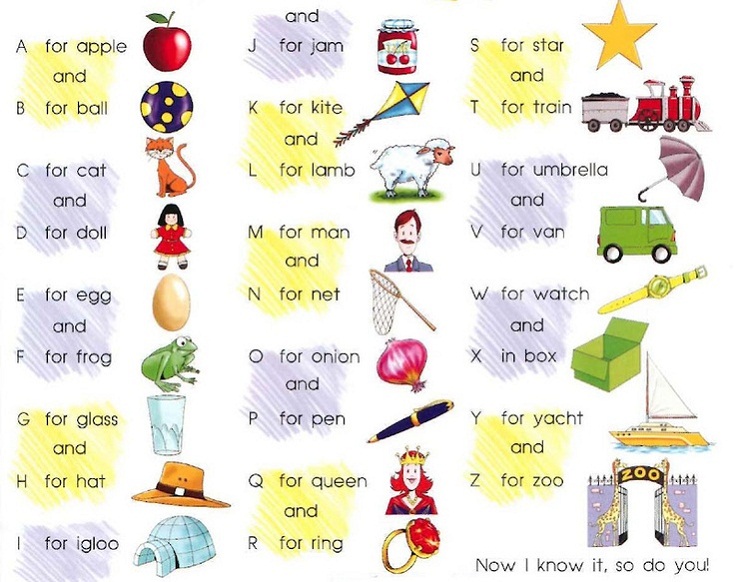 A for apple
and
B for ball
C for cat
and
D for doll
E for egg
and
F for frog
G for glass
and
H for hat
I for igloo
and
J for jam
K for kite
and
L for lamb
M for man
and
N for net
O for onion
and
P for pen
Q for queen
and
R for ring
S for star
and
T for train
U for umbrella
and
V for van
W for watch
and
X in box
Y for yacht
and
Z for zoo
ZOO
Now I know it, so do you!